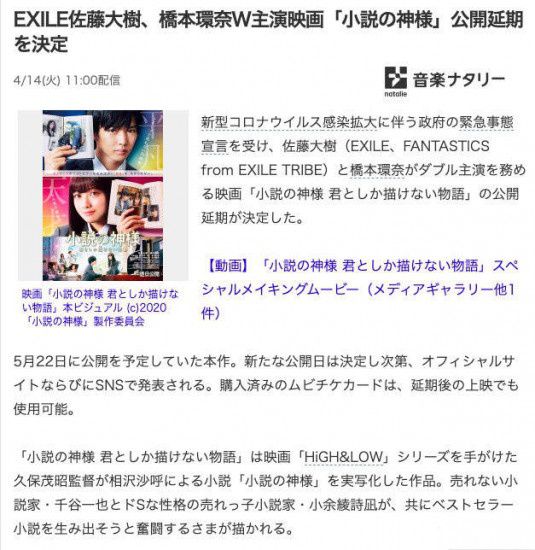 EXILE佐藤大樹、橋本環奈W主演映画「小説の神様」公開延期
を決定
4/14(火) 11:00配信
natalie
音楽ナタリー
半分
小説の神様
映画「小説の神様 君としか描けな
い物語」本ビジュアル (c)2020
「小説の神様」製作委員会
新型コロナウイルス感染拡大に伴う政府の緊急事態
宣言を受け、佐藤大樹（EXILE、FANTASTICS
from EXILE TRIBE）と橋本環奈がダブル主演を務め
る映画「小説の神様 君としか描けない物語」の公開
延期が決定した。
【動画】「小説の神様 君としか描けない物語」スペ
シャルメイキングムービー（メディアギャラリー他1
件）
5月22日に公開を予定していた本作。新たな公開日は決定し次第、オフィシャルサ
イトならびにSNSで発表される。購入済みのムビチケカードは、延期後の上映でも
使用可能。
「小説の神様 君としか描けない物語」は映画「HiGH&LOW」シリーズを手がけた
久保茂昭監督が相沢沙呼による小説「小説の神様」を実写化した作品。売れない小
説家・千谷一也とドSな性格の売れっ子小説家・小余綾詩凪が、共にベストセラー
小説を生み出そうと奮闘するさまが描かれる。